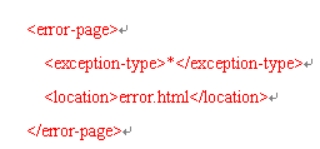 <error-page>
<exception-type>*</exception-type>
<location>error.html</location>
</error-page>